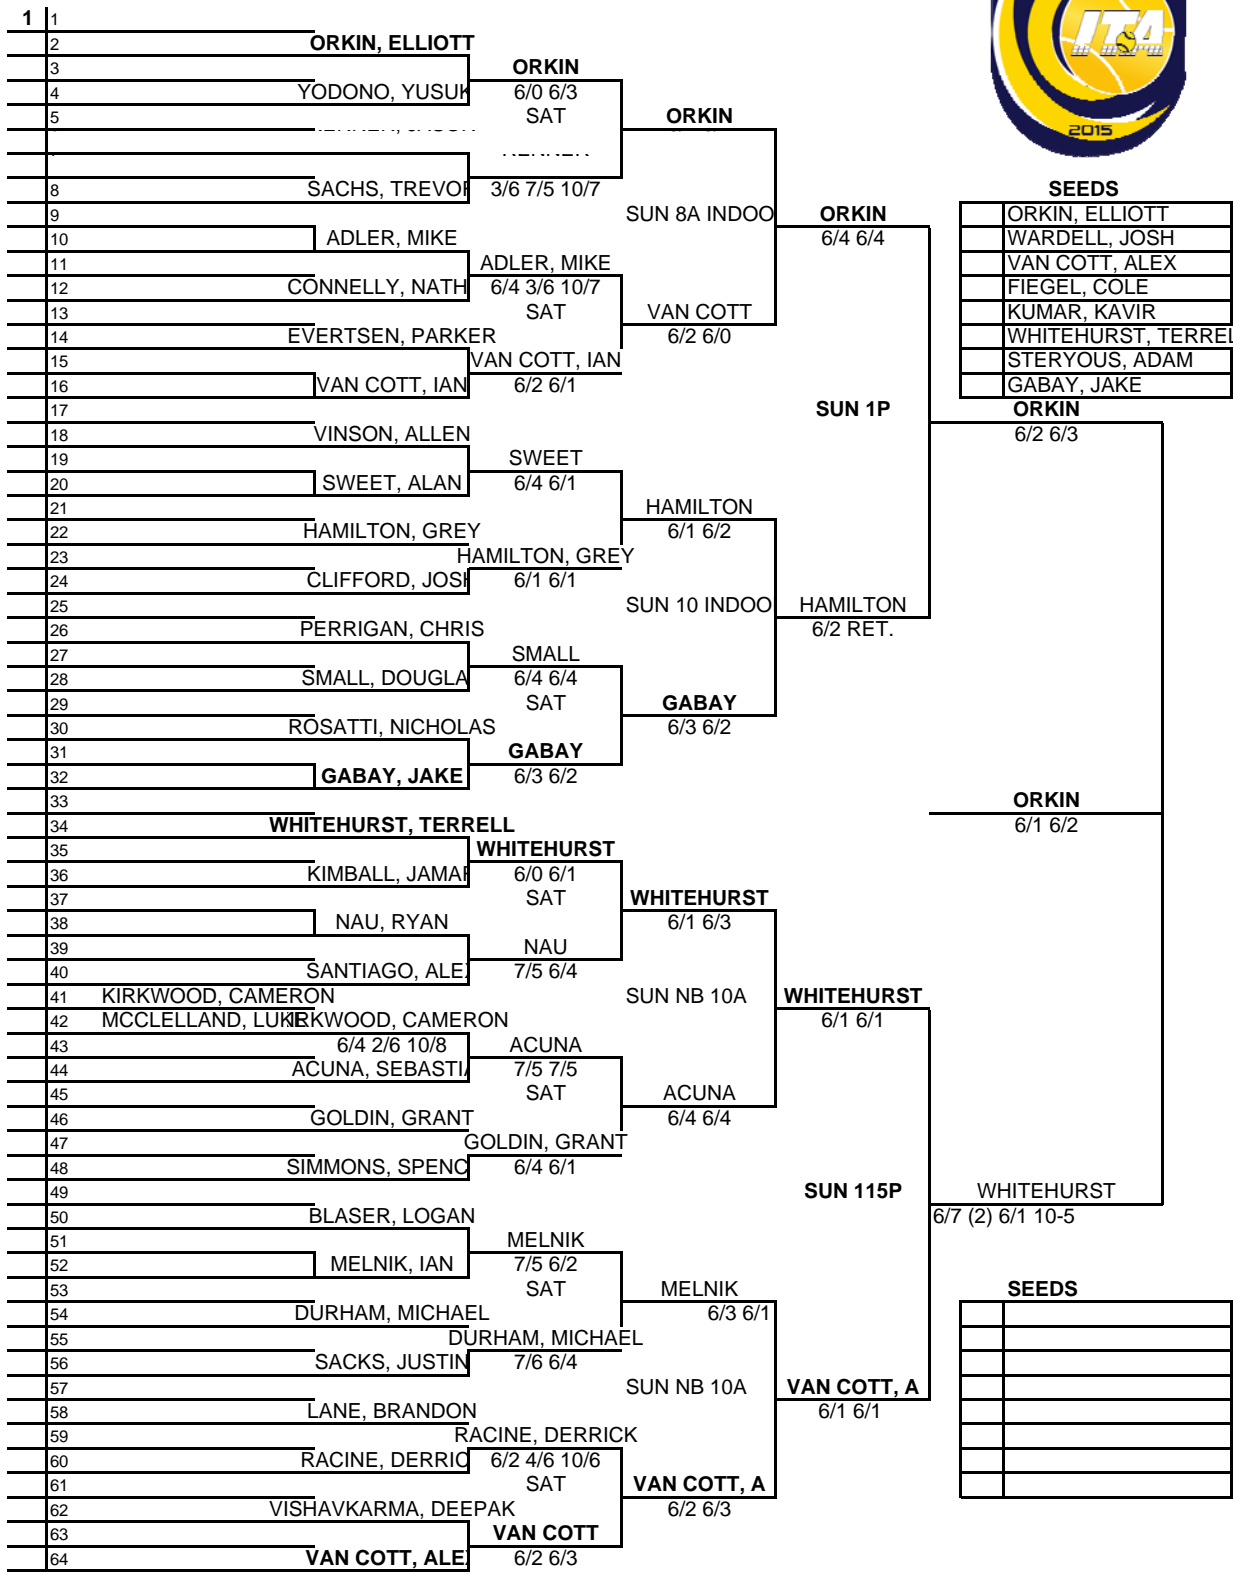 1 1
ITA
2 ORKIN, ELLIOTT
3 ORKIN
4 YODONO, YUSUK 6/0 6/3
5 SAT ORKIN
2015
8 SACHS, TREVOR 3/6 7/5 10/7
SEEDS
9 SUN 8A INDOO ORKIN ORKIN, ELLIOTT
10 ADLER, MIKE 6/4 6/4 WARDELL, JOSH
11 ADLER, MIKE VAN COTT, ALEX
12 CONNELLY, NATH 6/4 3/6 10/7 FIEGEL, COLE
13 SAT VAN COTT KUMAR, KAVIR
14 EVERTSEN, PARKER 6/2 6/0 WHITEHURST, TERREL
15 VAN COTT, IAN STERYOUS, ADAM
16 VAN COTT, IAN 6/2 6/1 GABAY, JAKE
17 SUN 1P ORKIN
18 VINSON, ALLEN 6/2 6/3
19 SWEET
20 SWEET, ALAN 6/4 6/1
21 HAMILTON
22 HAMILTON, GREY 6/1 6/2
23 HAMILTON, GREY
24 CLIFFORD, JOSH 6/1 6/1
25 SUN 10 INDOO HAMILTON
26 PERRIGAN, CHRIS 6/2 RET.
27 SMALL
28 SMALL, DOUGLA 6/4 6/4
29 SAT GABAY
30 ROSATTI, NICHOLAS 6/3 6/2
31 GABAY
32 GABAY, JAKE 6/3 6/2
33 ORKIN
34 WHITEHURST, TERRELL 6/1 6/2
35 WHITEHURST
36 KIMBALL, JAMAR 6/0 6/1
37 SAT WHITEHURST
38 NAU, RYAN 6/1 6/3
39 NAU
40 SANTIAGO, ALEX 7/5 6/4
41 KIRKWOOD, CAMERON SUN NB 10A WHITEHURST
42 MCCLELLAND, LUKE KIRKWOOD, CAMERON 6/1 6/1
43 6/4 2/6 10/8 ACUNA
44 ACUNA, SEBASTIA 7/5 7/5
45 SAT ACUNA
46 GOLDIN, GRANT 6/4 6/4
47 GOLDIN, GRANT
48 SIMMONS, SPENC 6/4 6/1
49 SUN 115P WHITEHURST
50 BLASER, LOGAN 6/7 (2) 6/1 10-5
51 MELNIK
52 MELNIK, IAN 7/5 6/2
53 SAT MELNIK SEEDS
54 DURHAM, MICHAEL 6/3 6/1
55 DURHAM, MICHAEL
56 SACKS, JUSTIN 7/6 6/4
57 SUN NB 10A VAN COTT, A
58 LANE, BRANDON 6/1 6/1
59 RACINE, DERRICK
60 RACINE, DERRIC 6/2 4/6 10/6
61 SAT VAN COTT, A
62 VISHAVKARMA, DEEPAK 6/2 6/3
63 VAN COTT
64 VAN COTT, ALEX 6/2 6/3